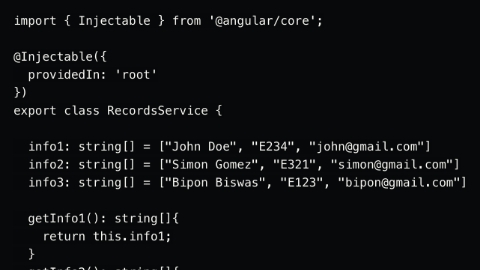 import { Injectable } from '@angular/core';
@Injectable({
providedIn: 'root'
})
export class RecordsService {
info1: string[] = ["John Doe", "E234", "john@gmail.com"]
info2: string[] = ["Simon Gomez", "E321", "simon@gmail.com"]
info3: string[] = ["Bipon Biswas", "E123", "bipon@gmail.com"]
getInfo1(): string[]{
return this.info1;
}
getInfo2(): string[]{